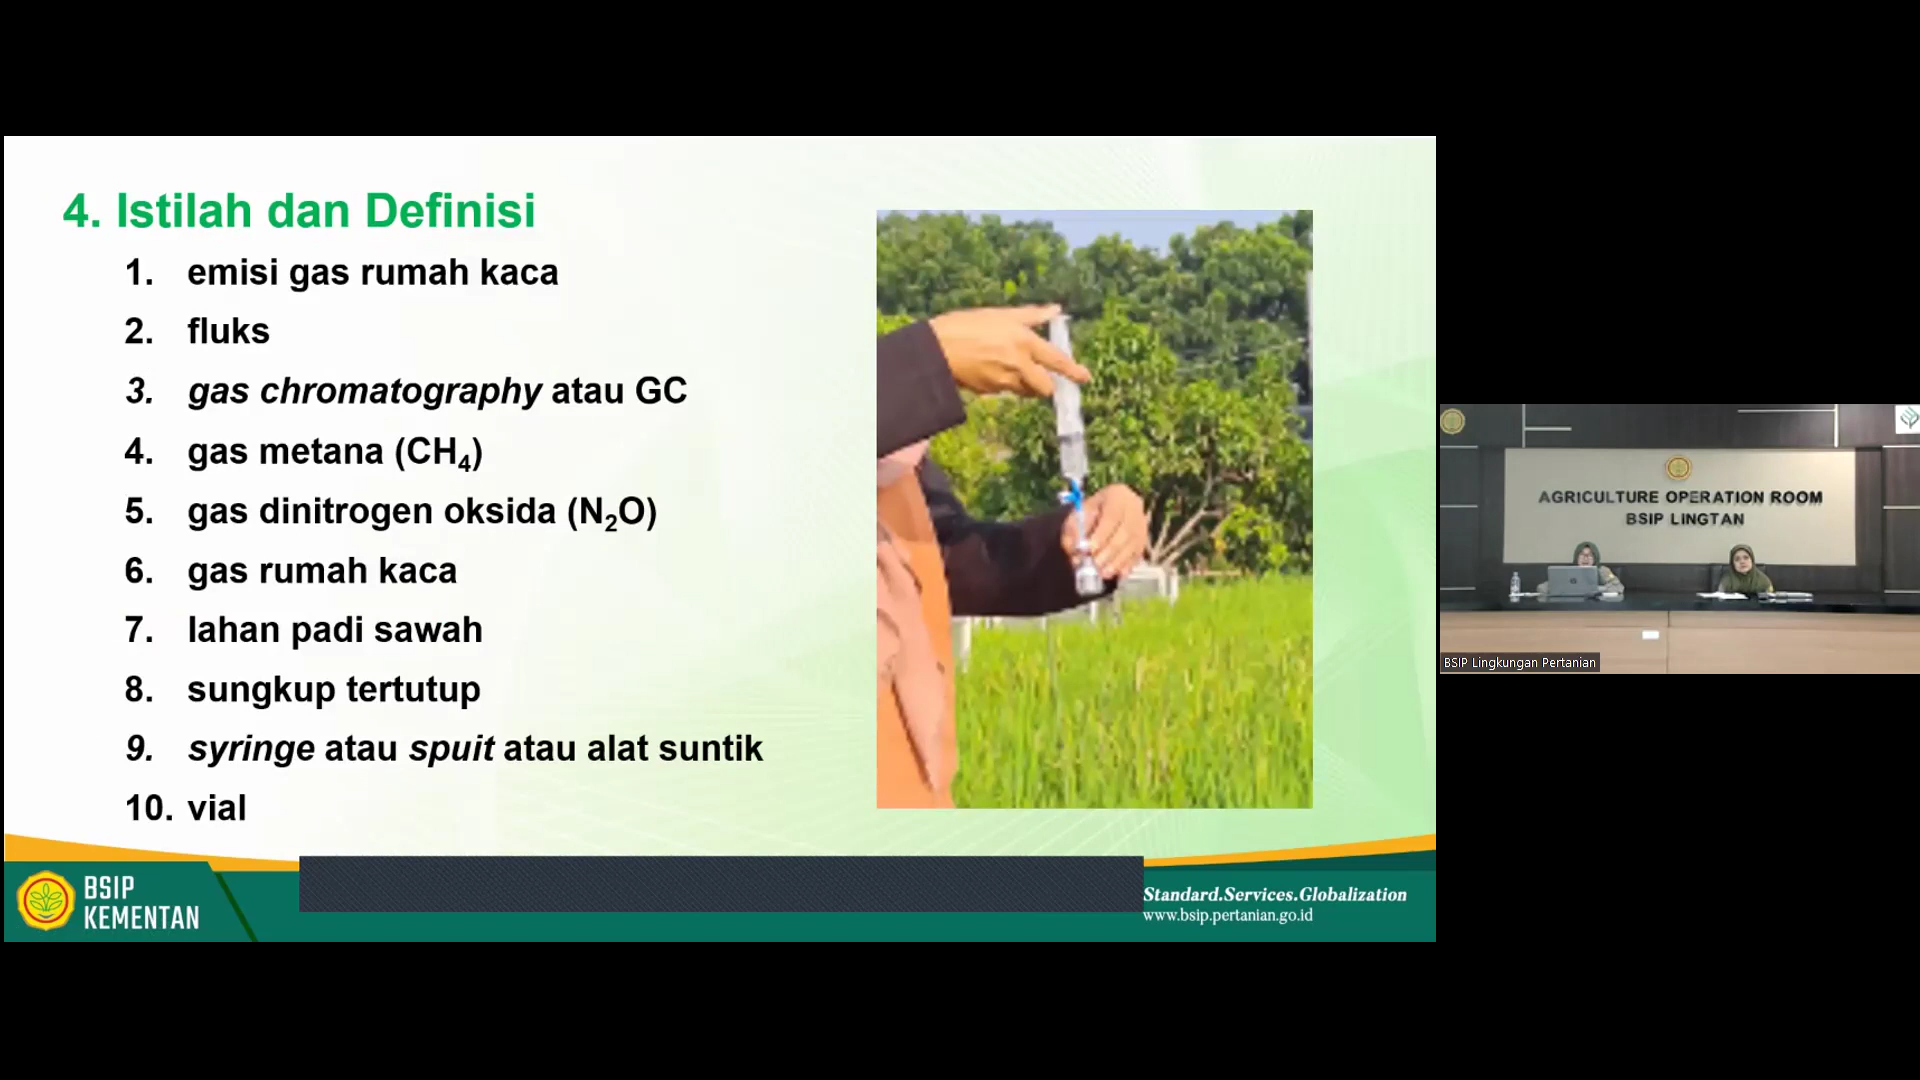 4. Istilah dan Definisi
1. emisi gas rumah kaca
2. fluks
3. gas chromatography atau GC
4. gas metana (CH₄)
5. gas dinitrogen oksida (N₂O)
6. gas rumah kaca
7. lahan padi sawah
8. sungkup tertutup
9. syringe atau spuit atau alat suntik
10. vial
BSIP
KEMENTAN
Standard.Services.Globalization
www.bsip.pertanian.go.id
AGRICULTURE OPERATION ROOM
BSIP LINGTAN
BSIP Lingkungan Pertanian